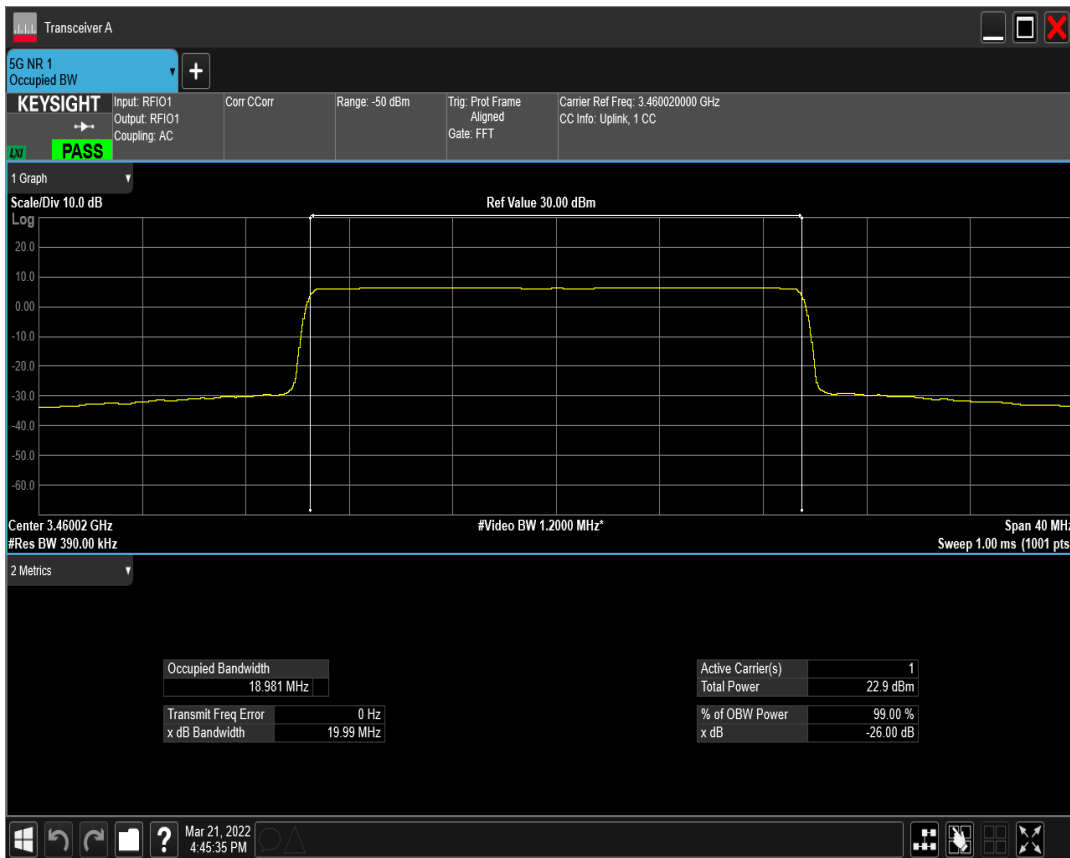 Transceiver A
5G NR 1
Occupied BW
+
KEYSIGHT
LXI
PASS
Input: RFIO1
Output: RFIO1
Coupling: AC
Corr CCorr
Range: -50 dBm
Trig: Prot Frame
Aligned
Gate: FFT
Carrier Ref Freq: 3.460020000 GHz
CC Info: Uplink, 1 CC
1 Graph
Scale/Div 10.0 dB
Ref Value 30.00 dBm
Log
20.0
10.0
0.00
-10.0
-20.0
-30.0
-40.0
-50.0
-60.0
Center 3.46002 GHz
#Video BW 1.2000 MHz*
Span 40 MHz
#Res BW 390.00 kHz
Sweep 1.00 ms (1001 pts
2 Metrics
Occupied Bandwidth
18.981 MHz
Transmit Freq Error 0 Hz
x dB Bandwidth 19.99 MHz
Active Carrier(s) 1
Total Power 22.9 dBm
% of OBW Power 99.00 %
x dB -26.00 dB
?
Mar 21, 2022
4:45:35 PM